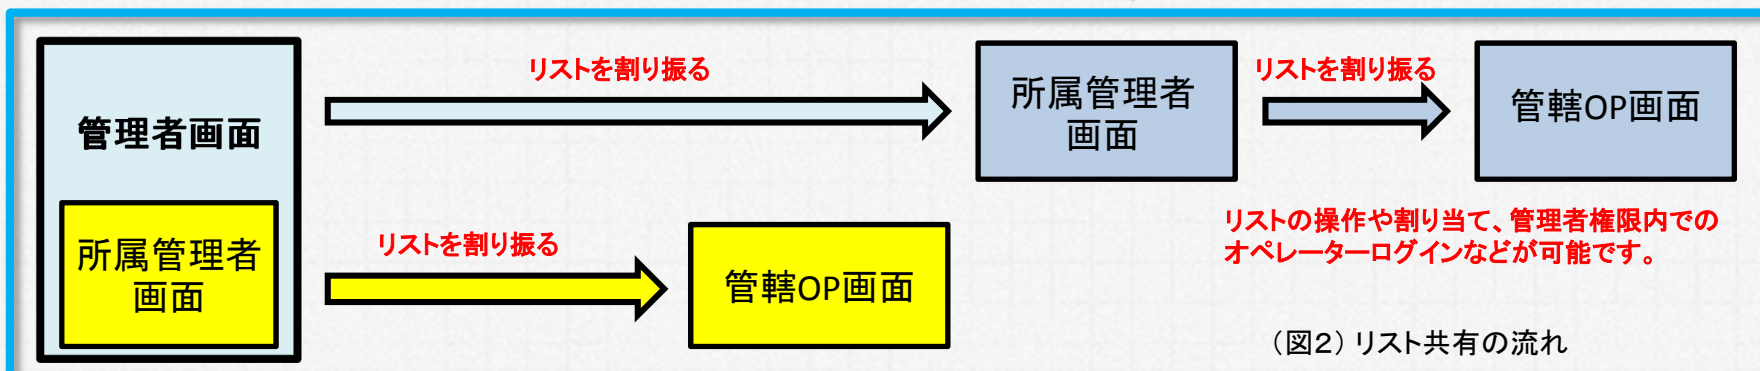 管理者画面
所属管理者
画面
リストを割り振る
所属管理者
画面
リストを割り振る
管轄OP画面
リストを割り振る
管轄OP画面
リストの操作や割り当て、管理者権限内での
オペレーターログインなどが可能です。
（図２）リスト共有の流れ